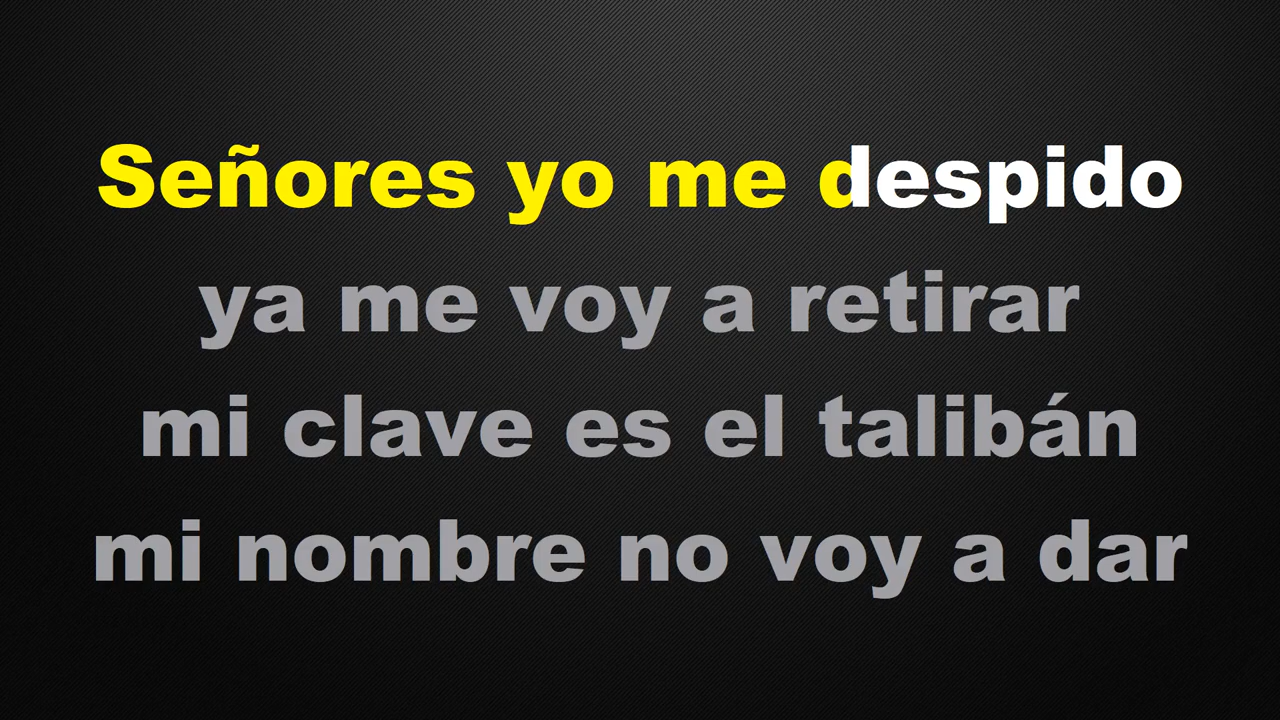 Señores yo me despido
ya me voy a retirar
mi clave es el talibán
mi nombre no voy a dar